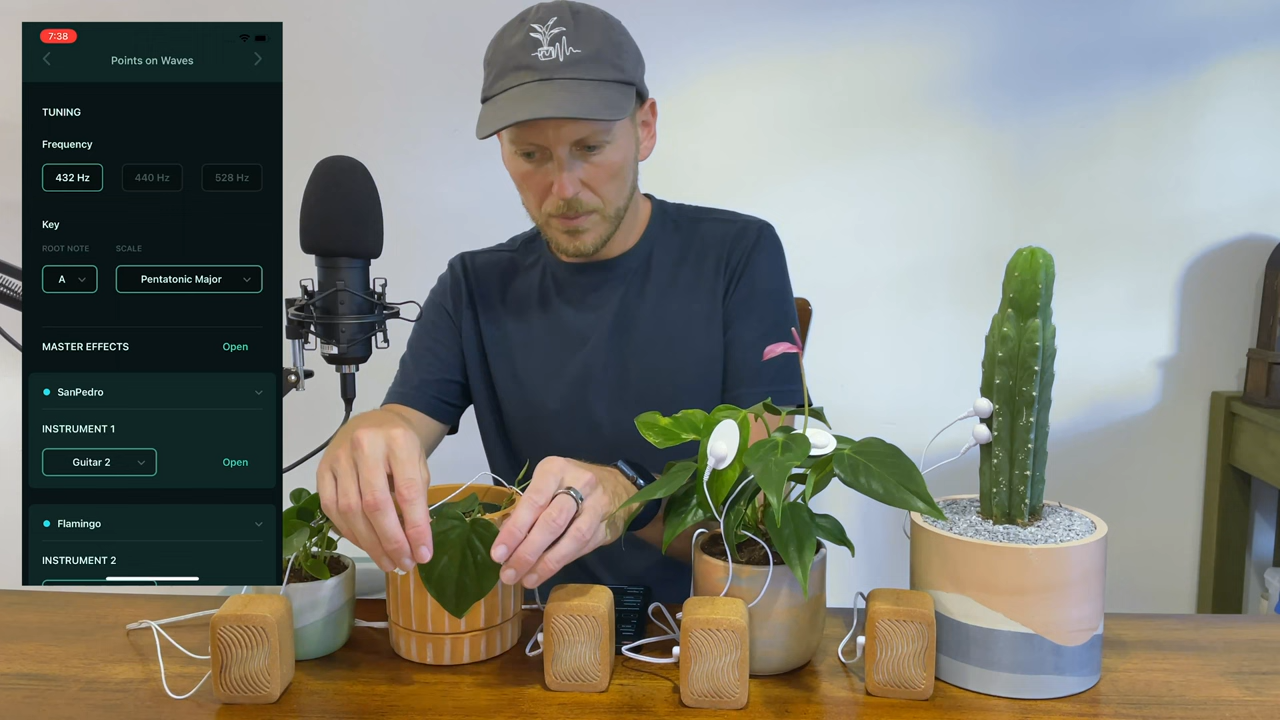 7:38
Points on Waves
TUNING
Frequency
432 Hz 440 Hz 528 Hz
Key
ROOT NOTE SCALE
A Pentatonic Major
MASTER EFFECTS Open
SanPedro
INSTRUMENT 1
Guitar 2 Open
Flamingo
INSTRUMENT 2